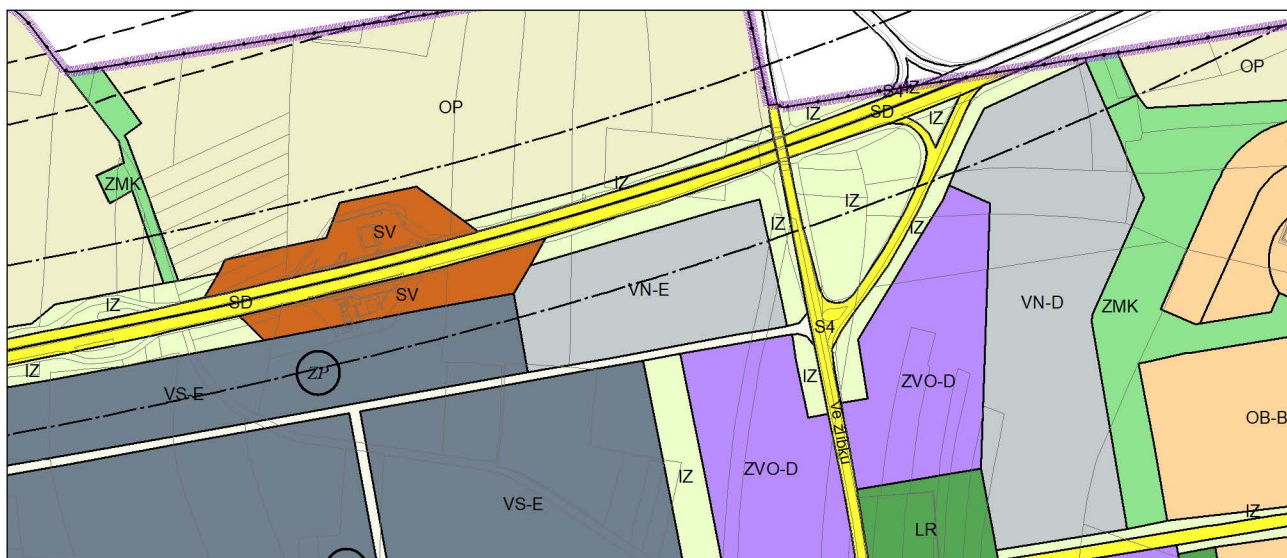 OP
OP
S4
IZ
IZ
SD
IZ
ZMK
IZ
IZ
SV
IZ
IZ
IZ
SD
SV
VN-E
VN-D
ZMK
S4
IZ
ZP
IZ
VS-E
ZVO-D
OB-B
Ve Žlíbku
ZVO-D
IZ
VS-E
IZ
LR